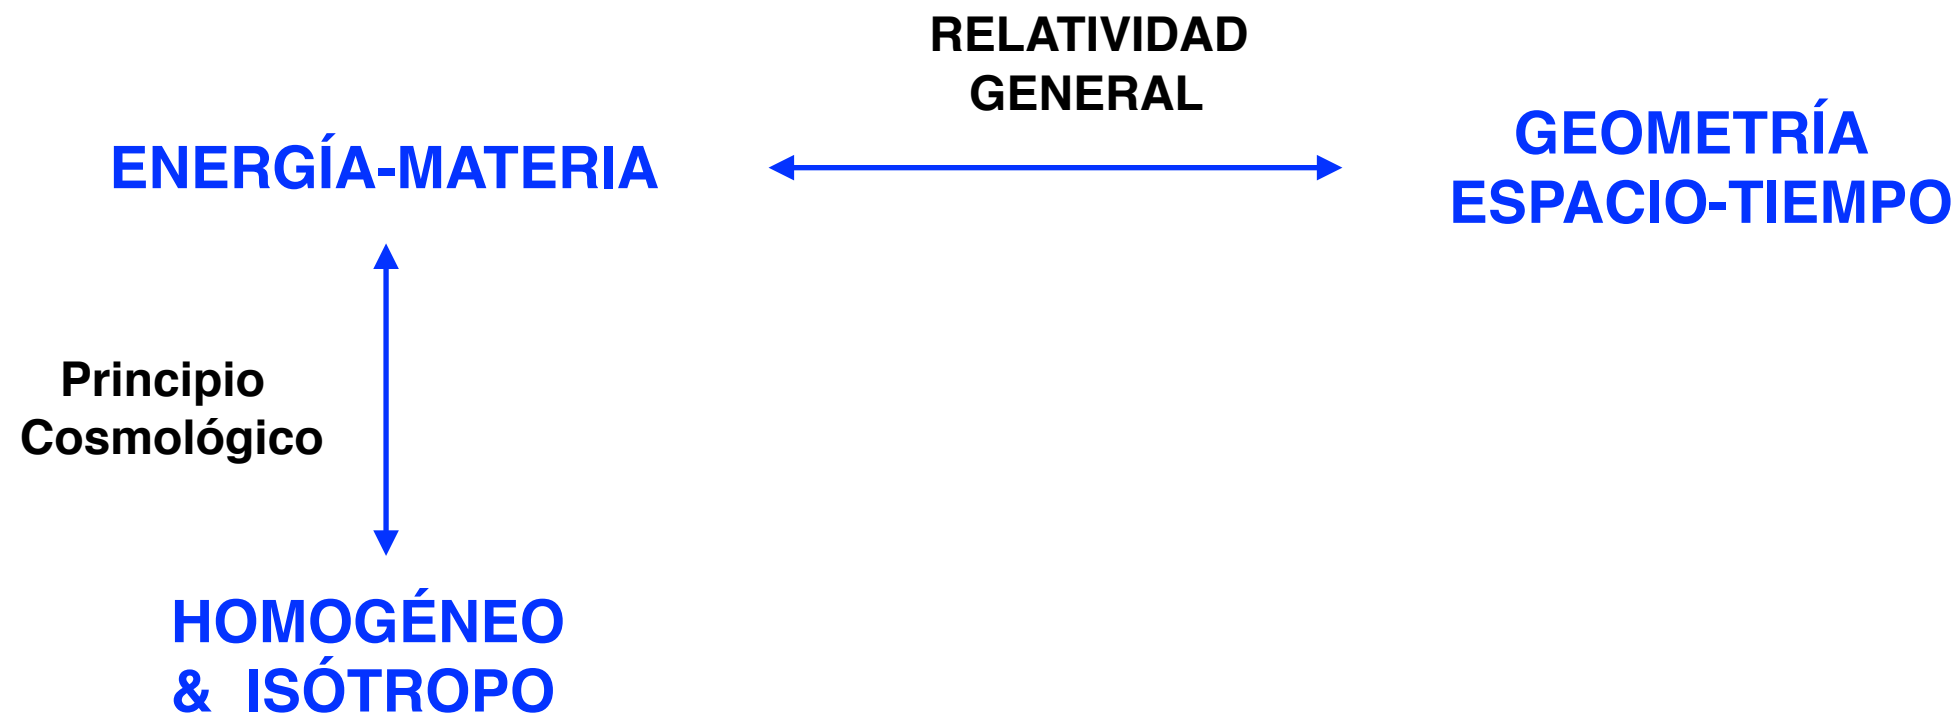 RELATIVIDAD
GENERAL
ENERGÍA-MATERIA
GEOMETRÍA
ESPACIO-TIEMPO
Principio
Cosmológico
HOMOGÉNEO
& ISÓTROPO